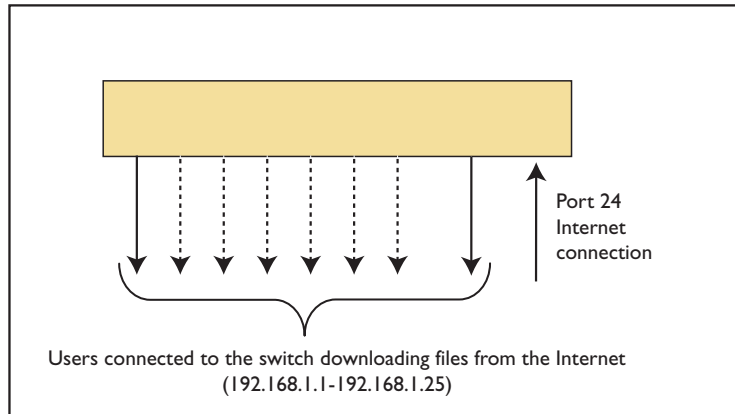 Port 24
Internet
connection
Users connected to the switch downloading files from the Internet
(192.168.1.1-192.168.1.25)